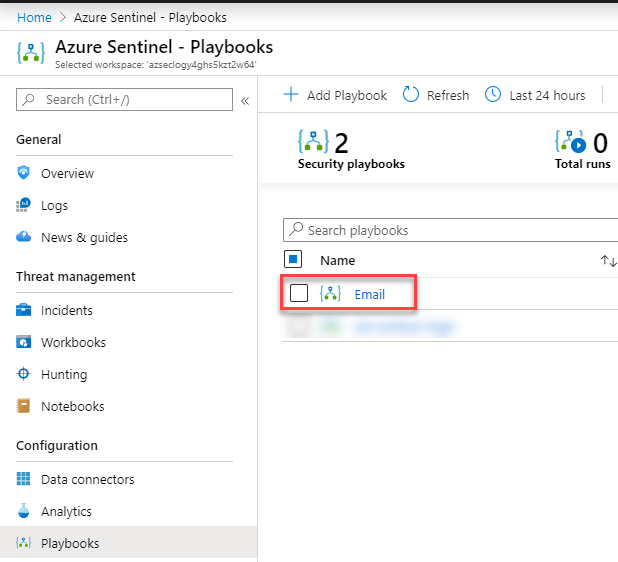 Home > Azure Sentinel - Playbooks
Azure Sentinel - Playbooks
Selected workspace: 'azseclogy4ghs5kzt2w64'
Search (Ctrl+/)
«
General
Overview
Logs
News & guides
Threat management
Incidents
Workbooks
Hunting
Notebooks
Configuration
Data connectors
Analytics
Playbooks
Add Playbook
Refresh
Last 24 hours
2
Security playbooks
0
Total runs
Search playbooks
Name
Email